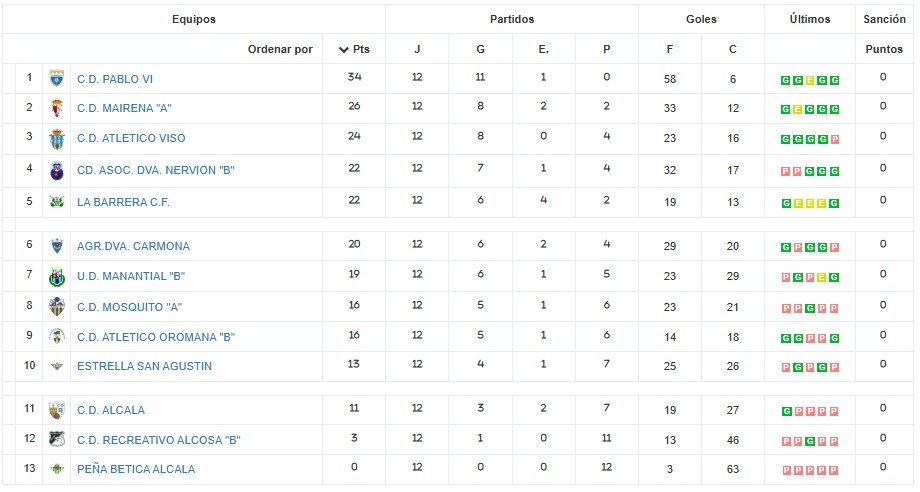 Equipos Partidos Goles Últimos Sanción
Ordenar por Pts J G E. P F C Puntos
1 C.D. PABLO VI 34 12 11 1 0 58 6 G G E G G 0
2 C.D. MAIRENA "A" 26 12 8 2 2 33 12 G E G G G 0
3 C.D. ATLETICO VISO 24 12 8 0 4 23 16 G G G G P 0
4 CD. ASOC. DVA. NERVION "B" 22 12 7 1 4 32 17 P P G G G 0
5 LA BARRERA C.F. 22 12 6 4 2 19 13 G E E E G 0
6 AGR.DVA. CARMONA 20 12 6 2 4 29 20 G P G G P 0
7 U.D. MANANTIAL "B" 19 12 6 1 5 23 29 P G P E G 0
8 C.D. MOSQUITO "A" 16 12 5 1 6 23 21 P P G P P 0
9 C.D. ATLETICO OROMANA "B" 16 12 5 1 6 14 18 G G P P G 0
10 ESTRELLA SAN AGUSTIN 13 12 4 1 7 25 26 P G P G P 0
11 C.D. ALCALA 11 12 3 2 7 19 27 G P P P P 0
12 C.D. RECREATIVO ALCOSA "B" 3 12 1 0 11 13 46 P P G P P 0
13 PEÑA BETICA ALCALA 0 12 0 0 12 3 63 P P P P P 0